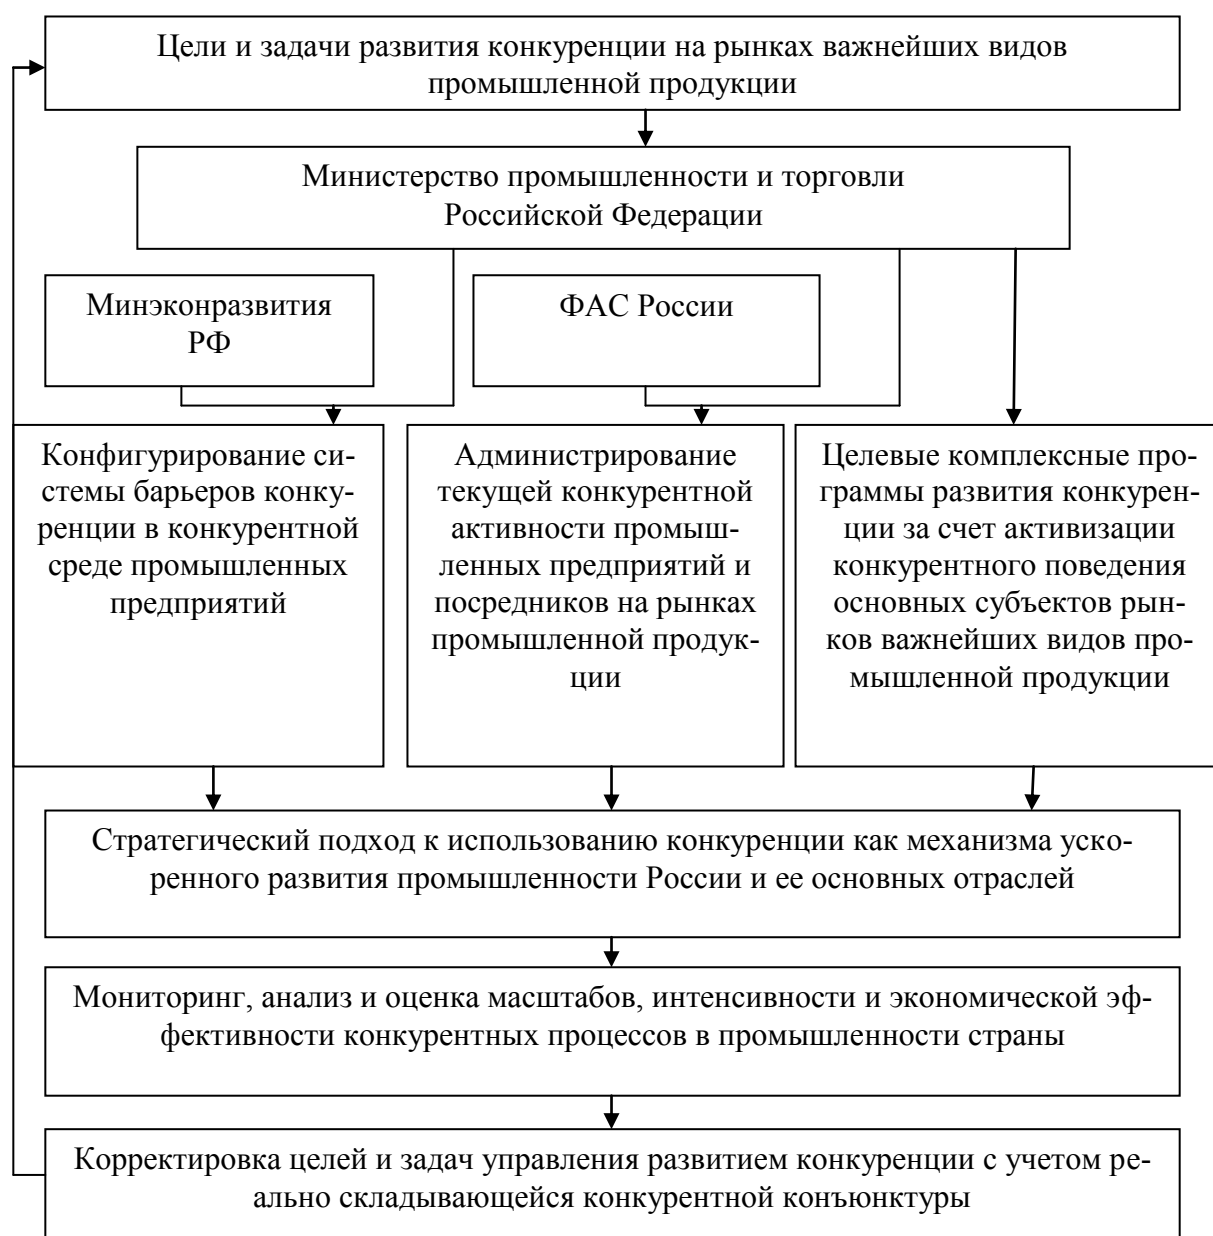 Цели и задачи развития конкуренции на рынках важнейших видов
промышленной продукции
Министерство промышленности и торговли
Российской Федерации
Минэконразвития
РФ
ФАС России
Конфигурирование си-
стемы барьеров конку-
ренции в конкурентной
среде промышленных
предприятий
Администрирование
текущей конкурентной
активности промыш-
ленных предприятий и
посредников на рынках
промышленной продук-
ции
Целевые комплексные про-
граммы развития конкурен-
ции за счет активизации
конкурентного поведения
основных субъектов рын-
ков важнейших видов про-
мышленной продукции
Стратегический подход к использованию конкуренции как механизма уско-
ренного развития промышленности России и ее основных отраслей
Мониторинг, анализ и оценка масштабов, интенсивности и экономической эф-
фективности конкурентных процессов в промышленности страны
Корректировка целей и задач управления развитием конкуренции с учетом ре-
ально складывающейся конкурентной конъюнктуры